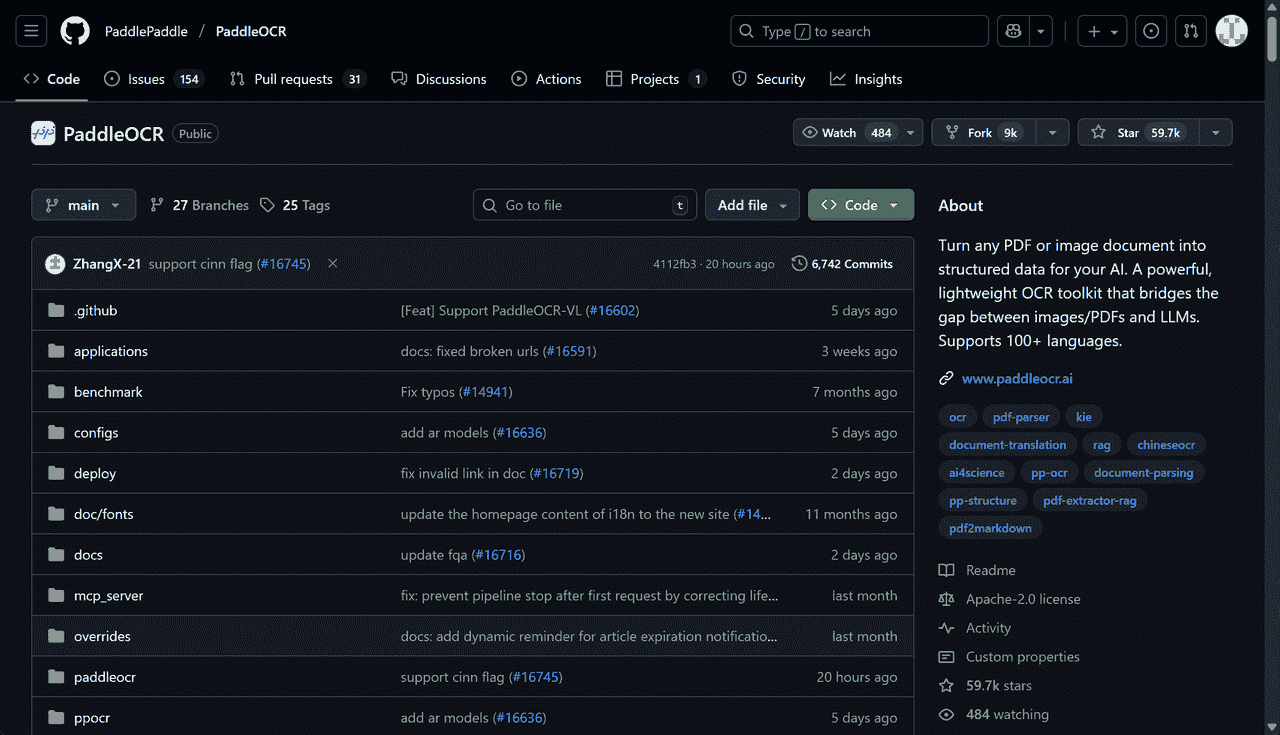 PaddlePaddle / PaddleOCR Type / to search
Code Issues 154 Pull requests 31 Discussions Actions Projects 1 Security Insights
PaddleOCR Public Watch 484 Fork 9k Star 59.7k
main 27 Branches 25 Tags Go to file t Add file Code
ZhangX-21 support cinn flag (#16745) 4112fb3 · 20 hours ago 6,742 Commits
.github [Feat] Support PaddleOCR-VL (#16602) 5 days ago
applications docs: fixed broken urls (#16591) 3 weeks ago
benchmark Fix typos (#14941) 7 months ago
configs add ar models (#16636) 5 days ago
deploy fix invalid link in doc (#16719) 2 days ago
doc/fonts update the homepage content of i18n to the new site (#14... 11 months ago
docs update fqa (#16716) 2 days ago
mcp_server fix: prevent pipeline stop after first request by correcting life... last month
overrides docs: add dynamic reminder for article expiration notificatio... last month
paddleocr support cinn flag (#16745) 20 hours ago
ppocr add ar models (#16636) 5 days ago
About
Turn any PDF or image document into
structured data for your AI. A powerful,
lightweight OCR toolkit that bridges the
gap between images/PDFs and LLMs.
Supports 100+ languages.
www.paddleocr.ai
ocr pdf-parser kie
document-translation rag chineseocr
ai4science pp-ocr document-parsing
pp-structure pdf-extractor-rag
pdf2markdown
Readme
Apache-2.0 license
Activity
Custom properties
59.7k stars
484 watching